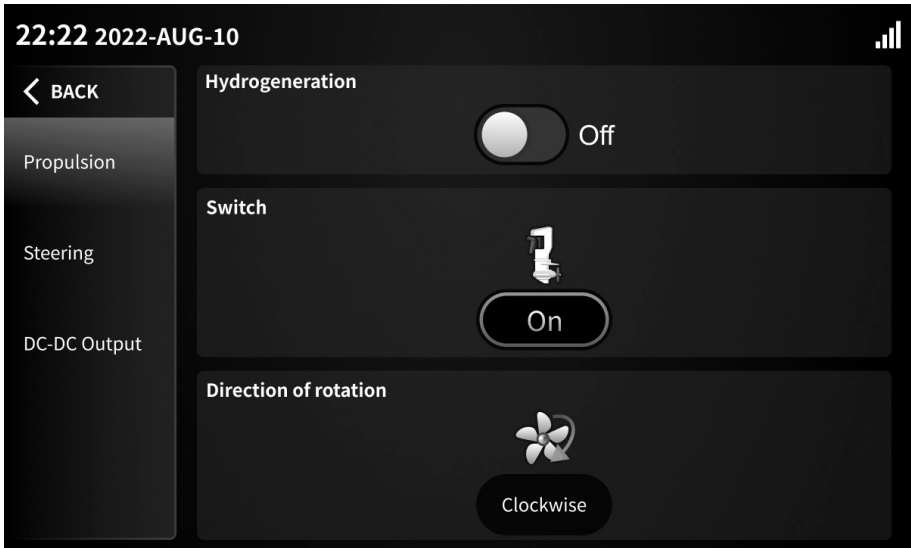 22:22 2022-AUG-10
BACK
Propulsion
Steering
DC-DC Output
Hydrogeneration
Off
Switch
On
Direction of rotation
Clockwise